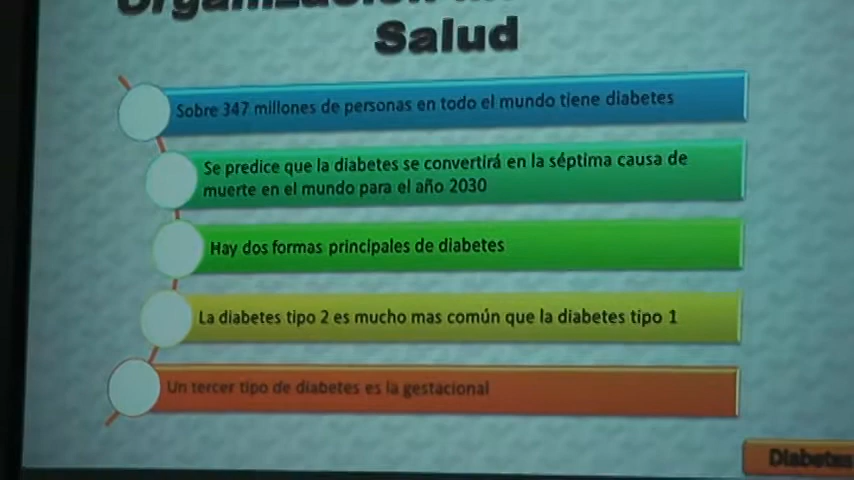 Organización
Salud
Sobre 347 millones de personas en todo el mundo tiene diabetes
Se predice que la diabetes se convertirá en la séptima causa de
muerte en el mundo para el año 2030
Hay dos formas principales de diabetes
La diabetes tipo 2 es mucho mas común que la diabetes tipo 1
Un tercer tipo de diabetes es la gestacional
Diabetes